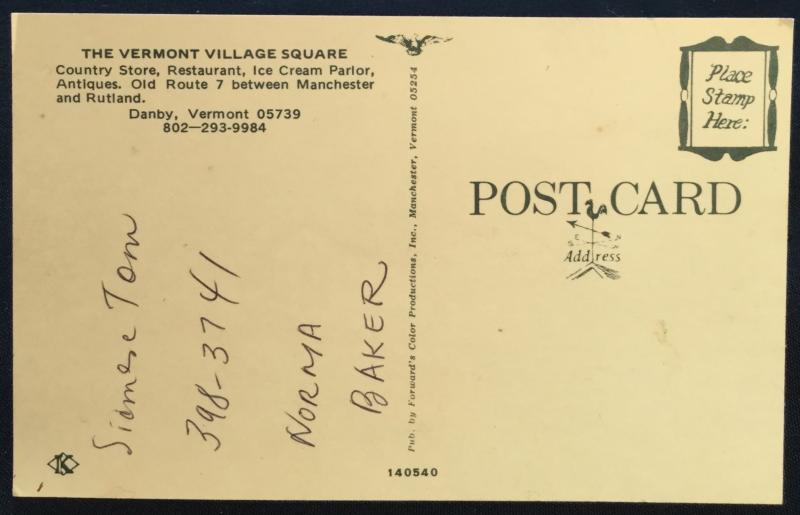 THE VERMONT VILLAGE SQUARE
Country Store, Restaurant, Ice Cream Parlor,
Antiques. Old Route 7 between Manchester
and Rutland.
Danby, Vermont 05739
802—293-9984
Siamese Tom
398-3741
NORMA
BAKER
K
Pub. by Forward's Color Productions, Inc., Manchester, Vermont 05254
140540
Place
Stamp
Here:
POST CARD
Address